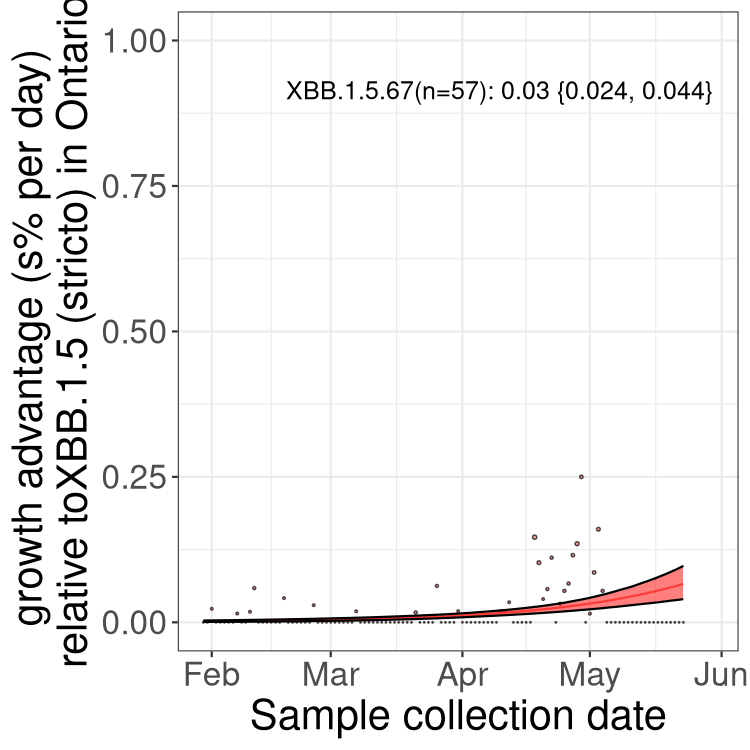 growth advantage (s% per day)
relative toXBB.1.5 (stricto) in Ontario
1.00
XBB.1.5.67(n=57): 0.03 {0.024, 0.044}
0.75
0.50
0.25
0.00
Feb Mar Apr May Jun
Sample collection date